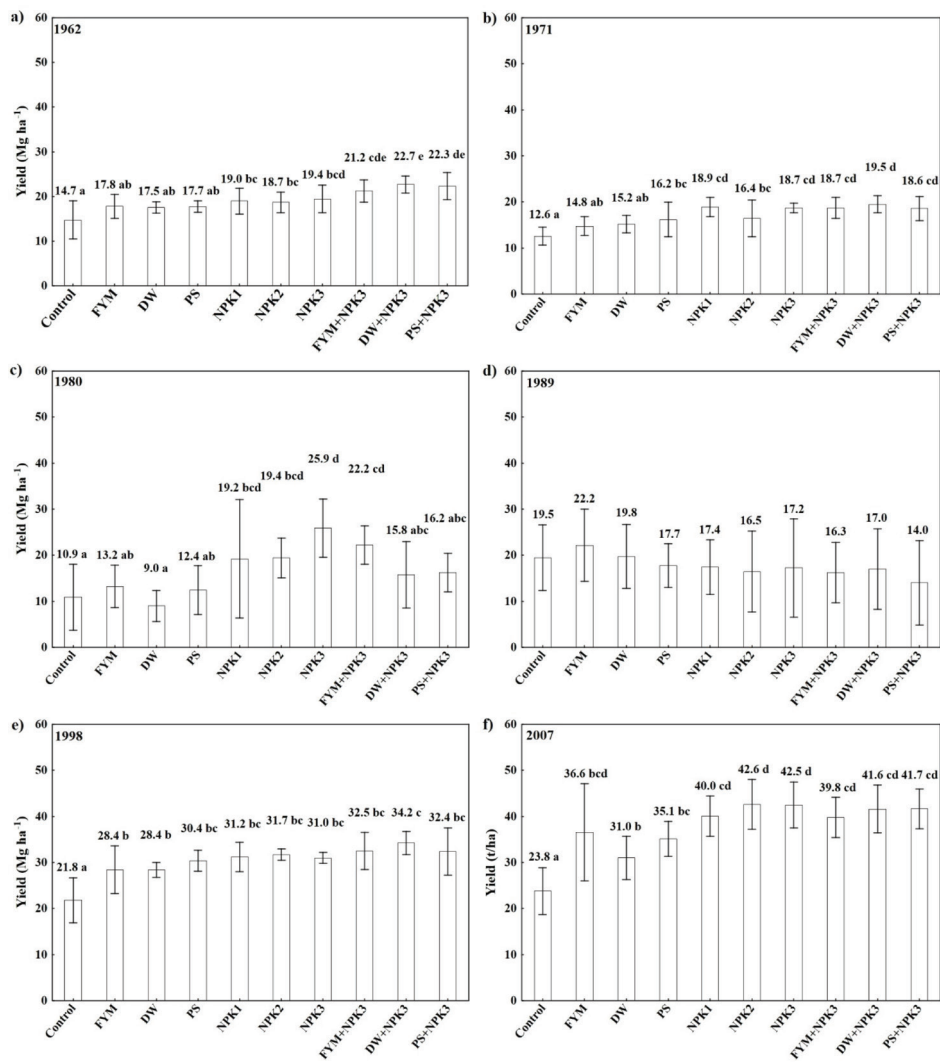 a)
1962
Yield (Mg ha⁻¹)
60
50
40
30
20
10
0
14.7 a
17.8 ab
17.5 ab
17.7 ab
19.0 bc
18.7 bc
19.4 bcd
21.2 cde
22.7 e
22.3 de
Control
FYM
DW
PS
NPK1
NPK2
NPK3
FYM+NPK3
DW+NPK3
PS+NPK3
b)
1971
60
50
40
30
20
10
0
12.6 a
14.8 ab
15.2 ab
16.2 bc
18.9 cd
16.4 bc
18.7 cd
18.7 cd
19.5 d
18.6 cd
Control
FYM
DW
PS
NPK1
NPK2
NPK3
FYM+NPK3
DW+NPK3
PS+NPK3
c)
1980
Yield (Mg ha⁻¹)
60
50
40
30
20
10
0
10.9 a
13.2 ab
9.0 a
12.4 ab
19.2 bcd
19.4 bcd
25.9 d
22.2 cd
15.8 abc
16.2 abc
Control
FYM
DW
PS
NPK1
NPK2
NPK3
FYM+NPK3
DW+NPK3
PS+NPK3
d)
1989
60
50
40
30
20
10
0
19.5
22.2
19.8
17.7
17.4
16.5
17.2
16.3
17.0
14.0
Control
FYM
DW
PS
NPK1
NPK2
NPK3
FYM+NPK3
DW+NPK3
PS+NPK3
e)
1998
Yield (Mg ha⁻¹)
60
50
40
30
20
10
0
21.8 a
28.4 b
28.4 b
30.4 bc
31.2 bc
31.7 bc
31.0 bc
32.5 bc
34.2 c
32.4 bc
Control
FYM
DW
PS
NPK1
NPK2
NPK3
FYM+NPK3
DW+NPK3
PS+NPK3
f)
2007
Yield (t/ha)
60
50
40
30
20
10
0
23.8 a
36.6 bcd
31.0 b
35.1 bc
40.0 cd
42.6 d
42.5 d
39.8 cd
41.6 cd
41.7 cd
Control
FYM
DW
PS
NPK1
NPK2
NPK3
FYM+NPK3
DW+NPK3
PS+NPK3